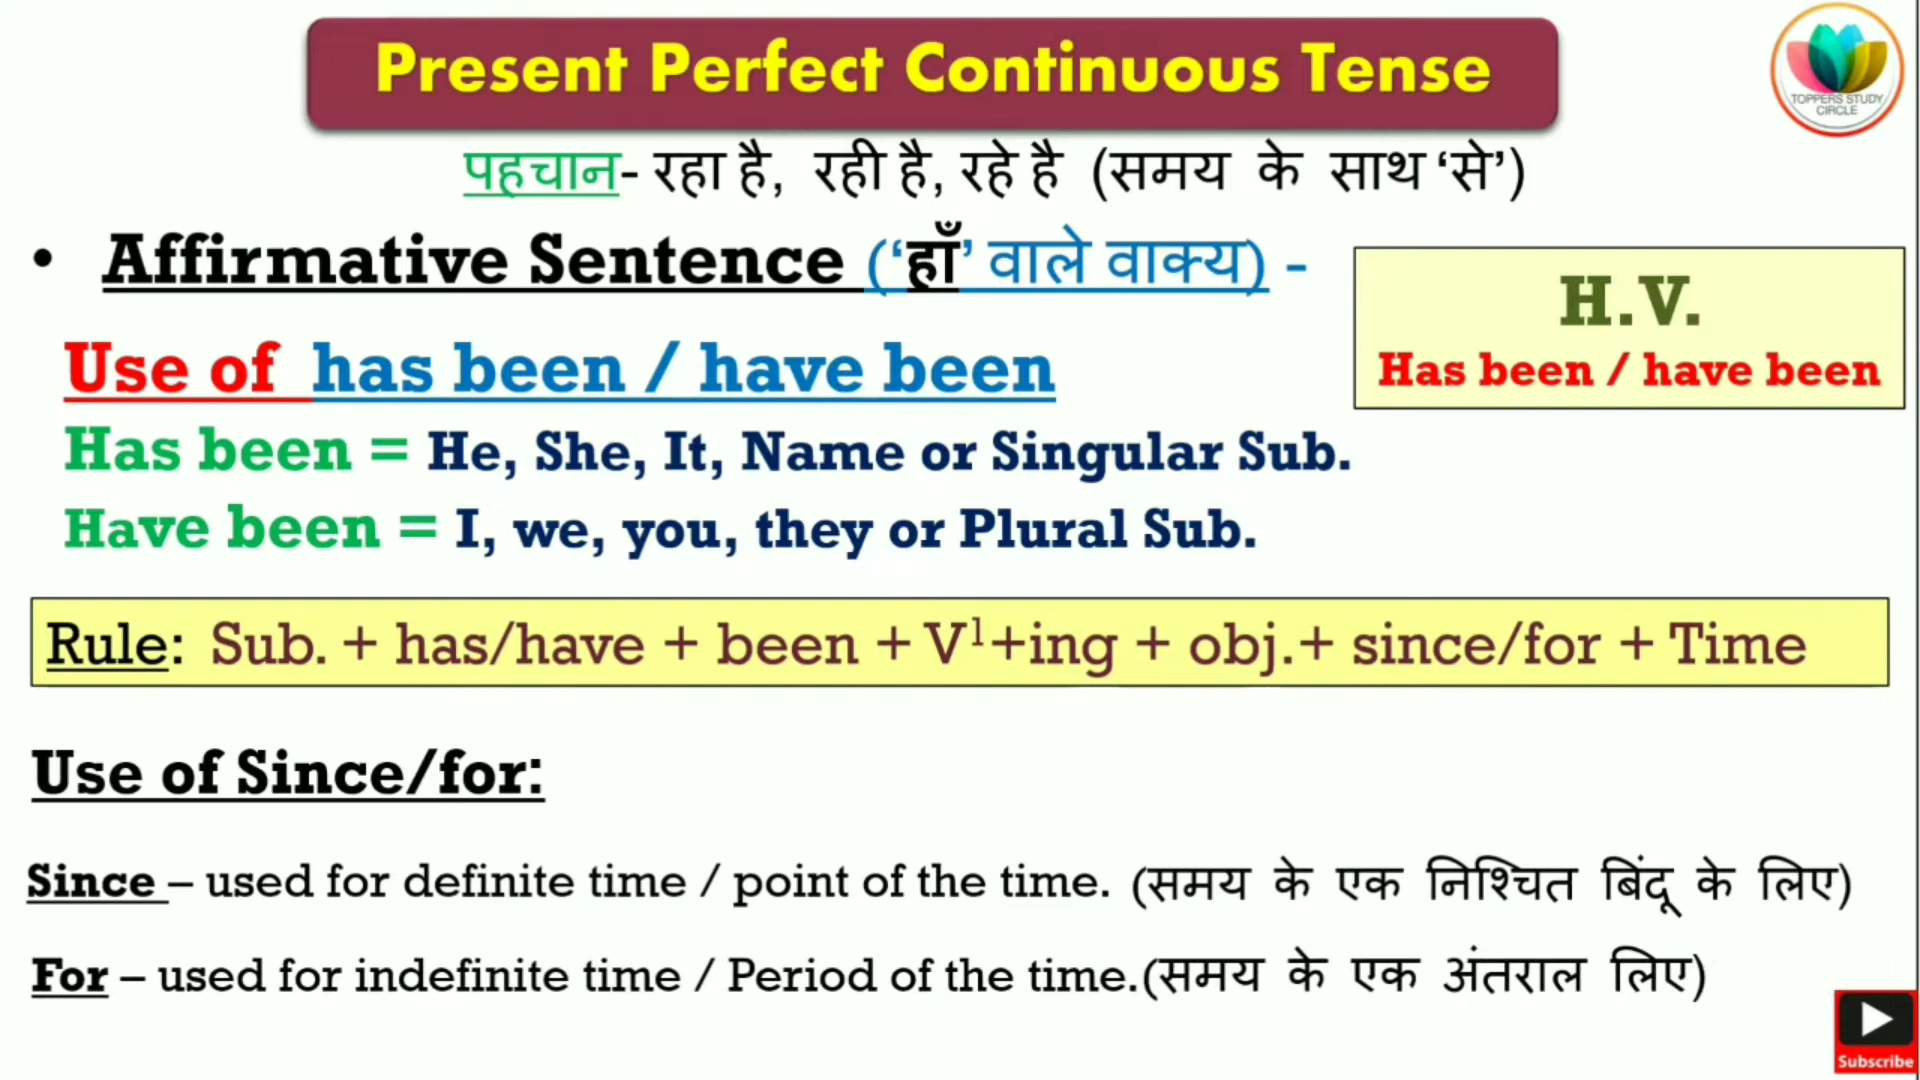 Present Perfect Continuous Tense
TOPPERS STUDY
CIRCLE
पहचान- रहा है, रही है, रहे है (समय के साथ ‘से’)
• Affirmative Sentence (‘हाँ’ वाले वाक्य) -
H.V.
Has been / have been
Use of has been / have been
Has been = He, She, It, Name or Singular Sub.
Have been = I, we, you, they or Plural Sub.
Rule: Sub. + has/have + been + V¹+ing + obj.+ since/for + Time
Use of Since/for:
Since – used for definite time / point of the time. (समय के एक निश्चित बिंदू के लिए)
For – used for indefinite time / Period of the time.(समय के एक अंतराल लिए)
Subscribe